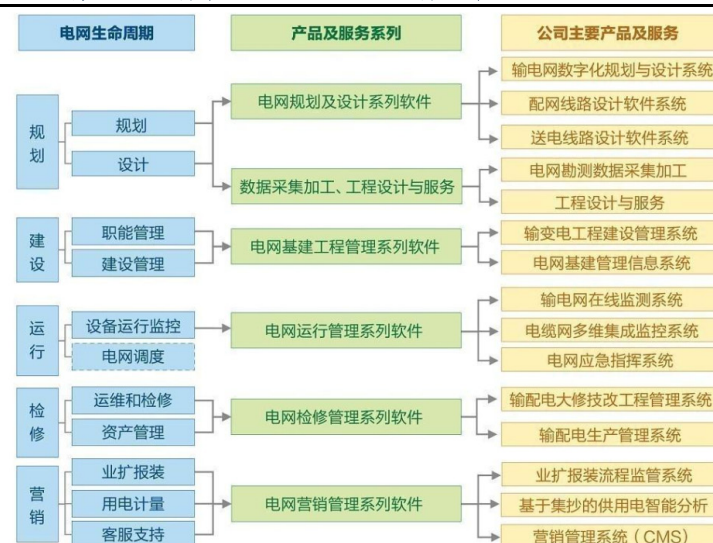 电网生命周期
产品及服务系列
公司主要产品及服务
规划
规划
设计
电网规划及设计系列软件
数据采集加工、工程设计与服务
输电网数字化规划与设计系统
配网线路设计软件系统
送电线路设计软件系统
电网勘测数据采集加工
工程设计与服务
建设
职能管理
建设管理
电网基建工程管理系列软件
输变电工程建设管理系统
电网基建管理信息系统
运行
设备运行监控
电网调度
电网运行管理系列软件
输电网在线监测系统
电缆网多维集成监控系统
电网应急指挥系统
检修
运维和检修
资产管理
电网检修管理系列软件
输配电大修技改工程管理系统
输配电生产管理系统
营销
业扩报装
用电计量
客服支持
电网营销管理系列软件
业扩报装流程监管系统
基于集抄的供用电智能分析
营销管理系统（CMS）